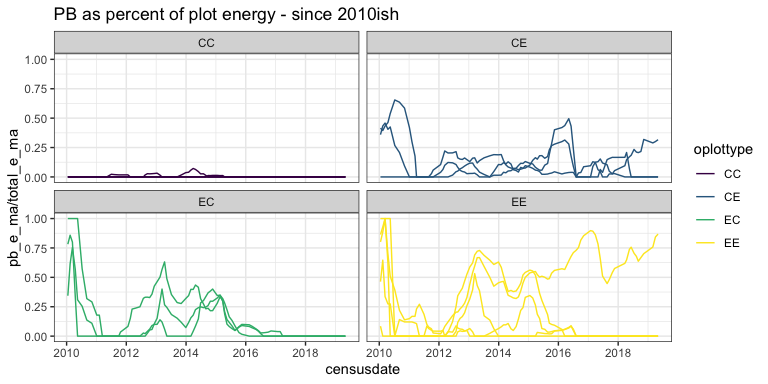 PB as percent of plot energy - since 2010ish
CC
CE
1.00
0.75
0.50
0.25
0.00
EC
EE
1.00
0.75
0.50
0.25
0.00
2010 2012 2014 2016 2018
2010 2012 2014 2016 2018
censusdate
pb_e_ma/total_e_ma
oplottype
CC
CE
EC
EE